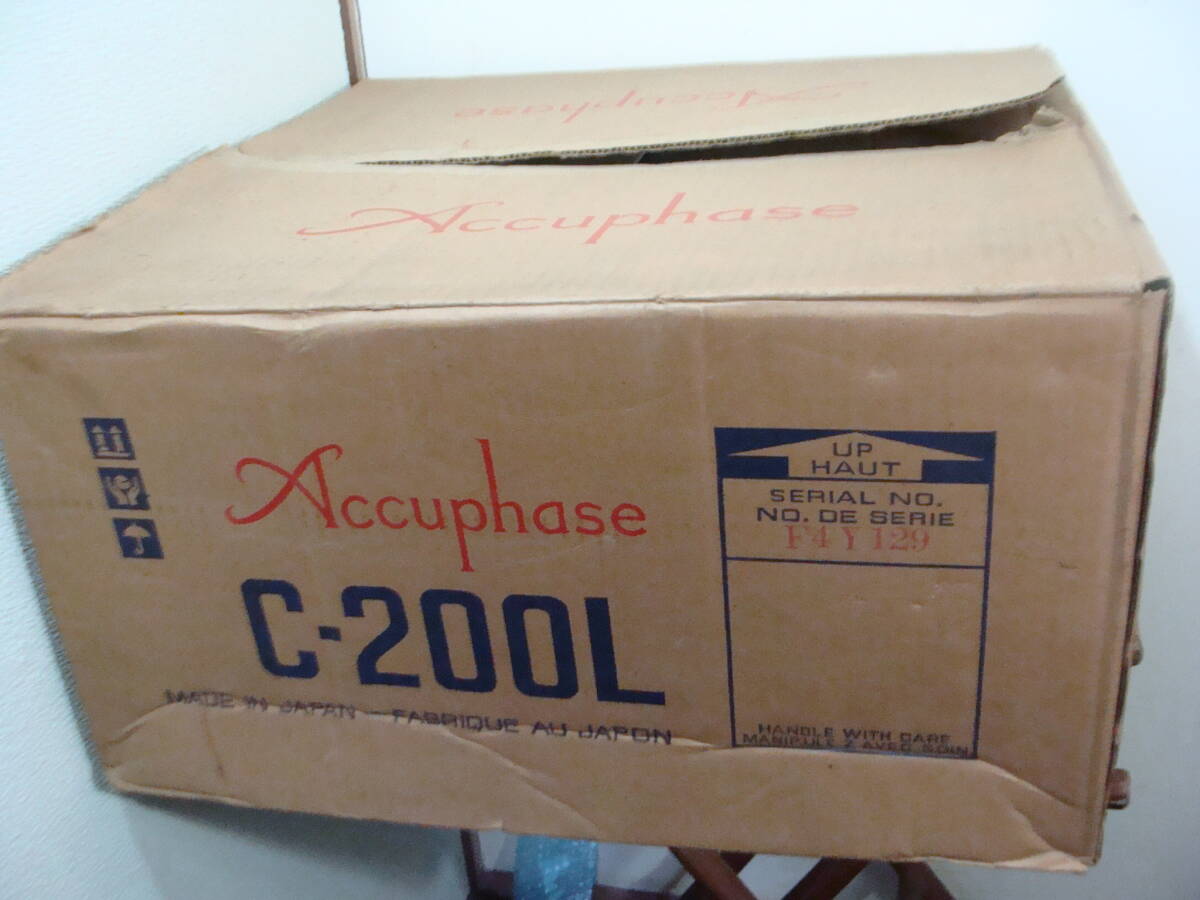 Accuphase
Accuphase
Accuphase
C-200L
MADE IN JAPAN - FABRIQUE AU JAPON
UP
HAUT
SERIAL NO.
NO. DE SERIE
F4Y129
HANDLE WITH CARE
MANIPULEZ AVEC SOIN